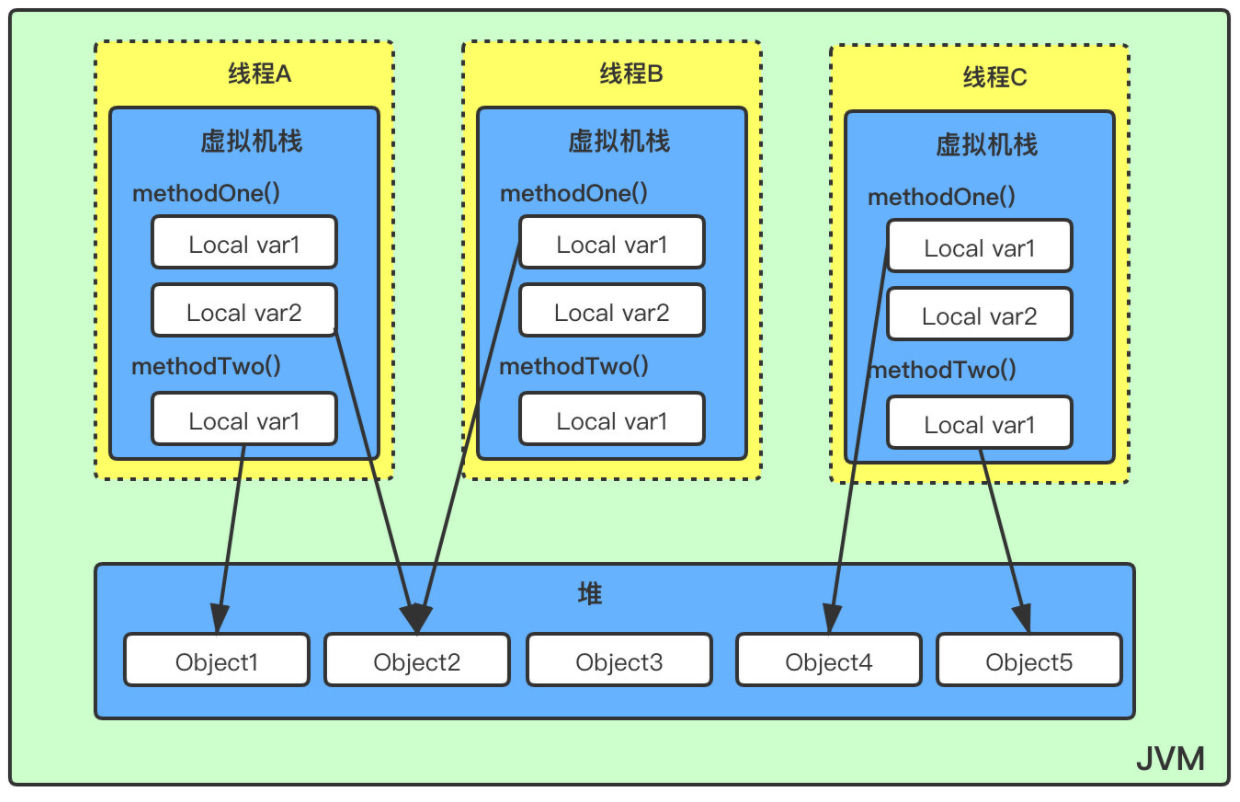 线程A
虚拟机栈
methodOne()
Local var1
Local var2
methodTwo()
Local var1
线程B
虚拟机栈
methodOne()
Local var1
Local var2
methodTwo()
Local var1
线程C
虚拟机栈
methodOne()
Local var1
Local var2
methodTwo()
Local var1
堆
Object1
Object2
Object3
Object4
Object5
JVM